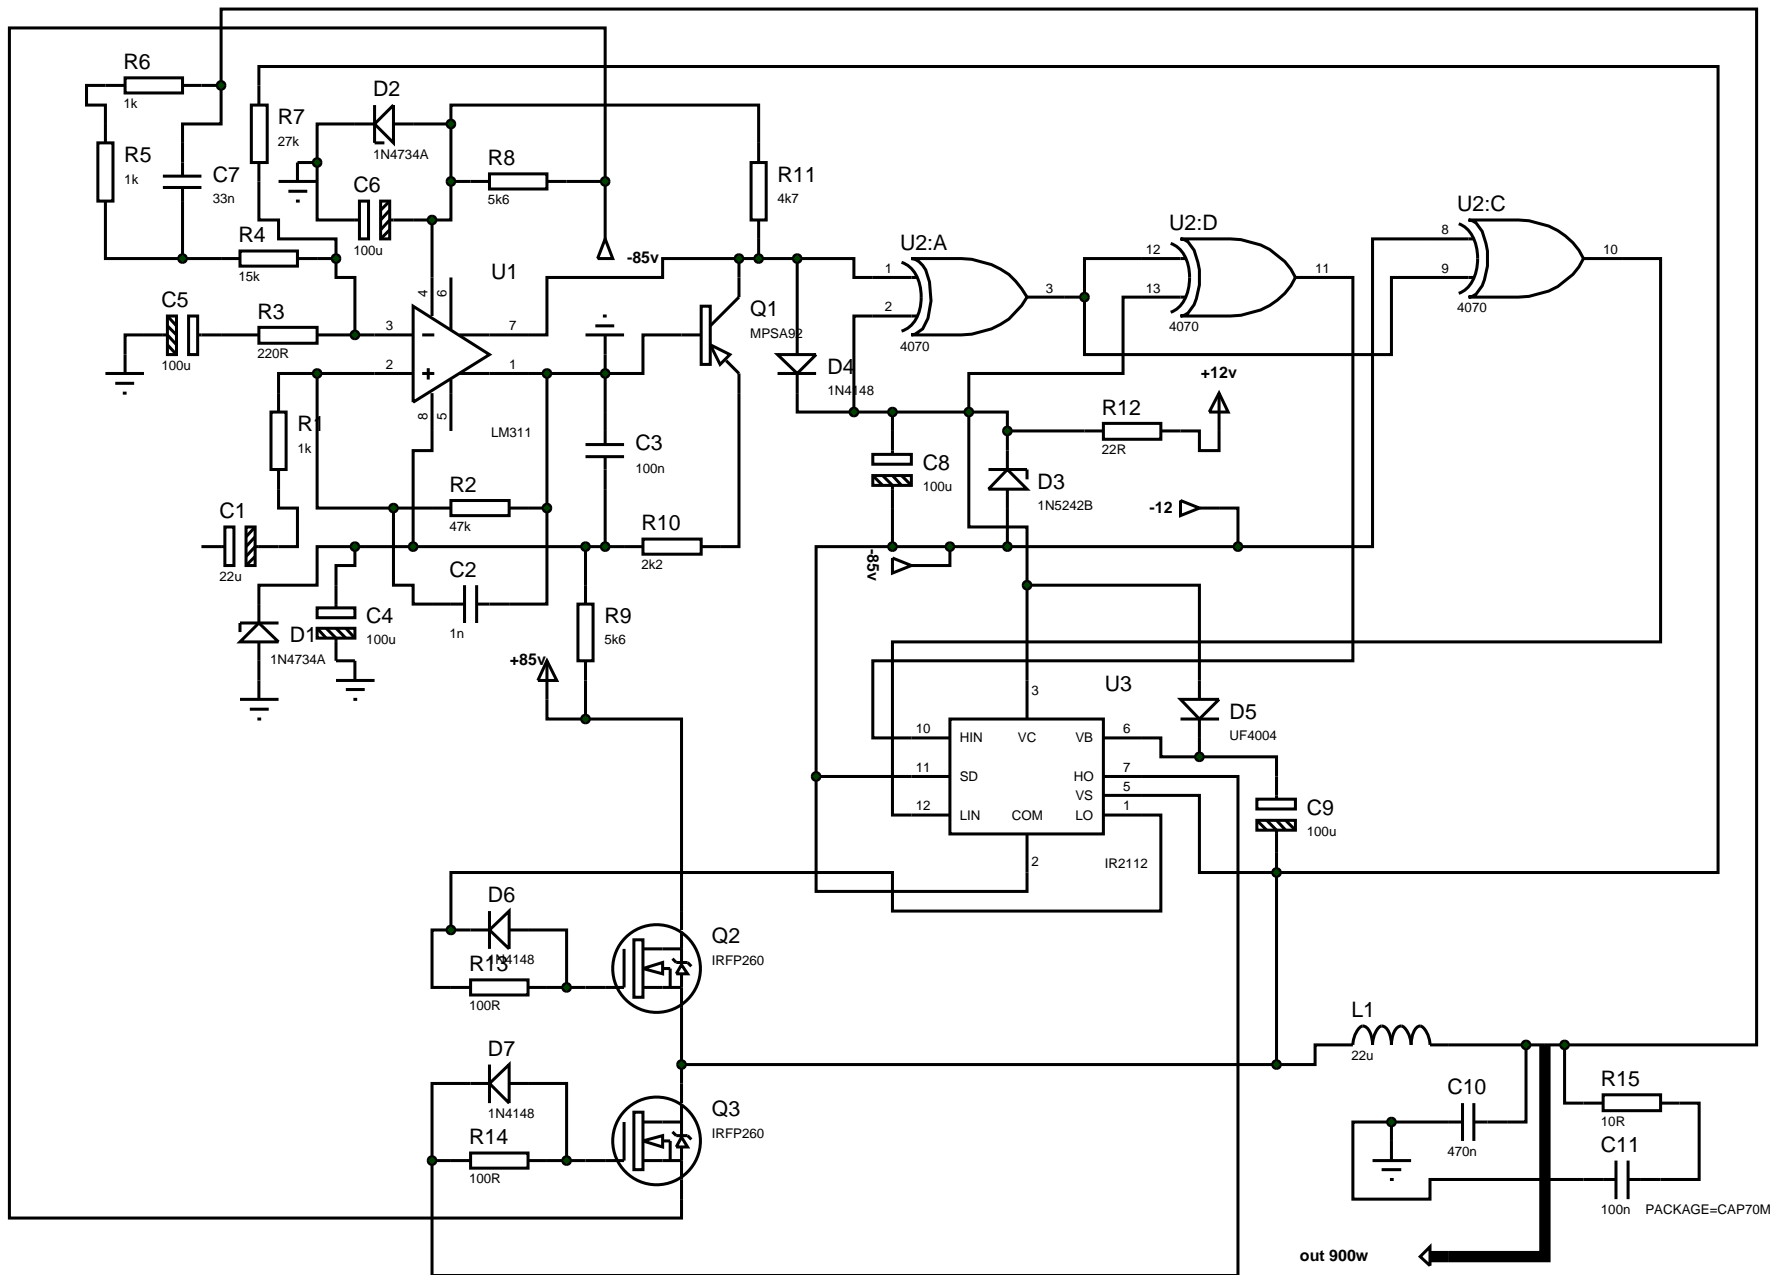 R6
1k
R5
1k
C7
33n
R7
27k
D2
1N4734A
R8
5k6
C6
100u
R4
15k
-85v
R11
4k7
U1
4
6
3
7
2
1
8
5
LM311
C5
100u
R3
220R
R1
1k
C1
22u
R2
47k
C2
1n
C3
100n
R10
2k2
Q1
MPSA92
D1
1N4734A
C4
100u
R9
5k6
+85v
U2:A
1
2
3
4070
U2:D
12
13
11
4070
U2:C
8
9
10
4070
D4
1N4148
R12
22R
+12v
C8
100u
D3
1N5242B
-12
-85v
U3
3
10
HIN
VC
VB
6
11
SD
HO
7
VS
5
12
LIN
COM
LO
1
2
IR2112
D5
UF4004
C9
100u
D6
1N4148
R13
100R
Q2
IRFP260
D7
1N4148
R14
100R
Q3
IRFP260
L1
22u
C10
470n
R15
10R
C11
100n
PACKAGE=CAP70M
out 900w